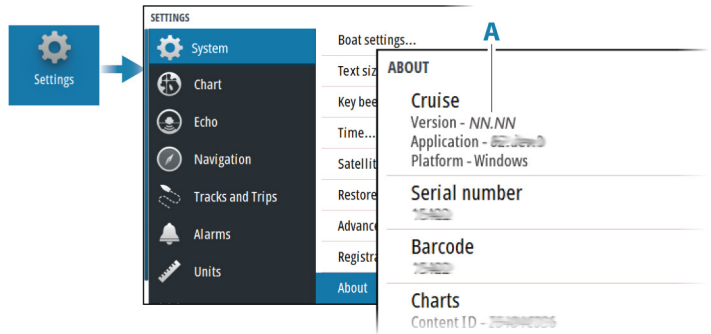 Settings
SETTINGS
System
Chart
Echo
Navigation
Tracks and Trips
Alarms
Units
Boat settings...
Text siz
Key bee
Time...
Satellit
Restore
Advanc
Registra
About
A
ABOUT
Cruise
Version - NN.NN
Application -
Platform - Windows
Serial number
Barcode
Charts
Content ID -